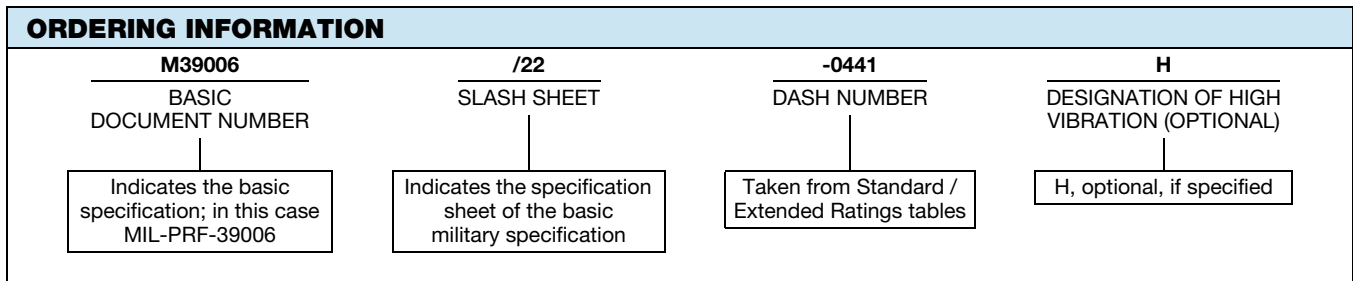 ORDERING INFORMATION
M39006
BASIC
DOCUMENT NUMBER
Indicates the basic
specification; in this case
MIL-PRF-39006
/22
SLASH SHEET
Indicates the specification
sheet of the basic
military specification
-0441
DASH NUMBER
Taken from Standard /
Extended Ratings tables
H
DESIGNATION OF HIGH
VIBRATION (OPTIONAL)
H, optional, if specified